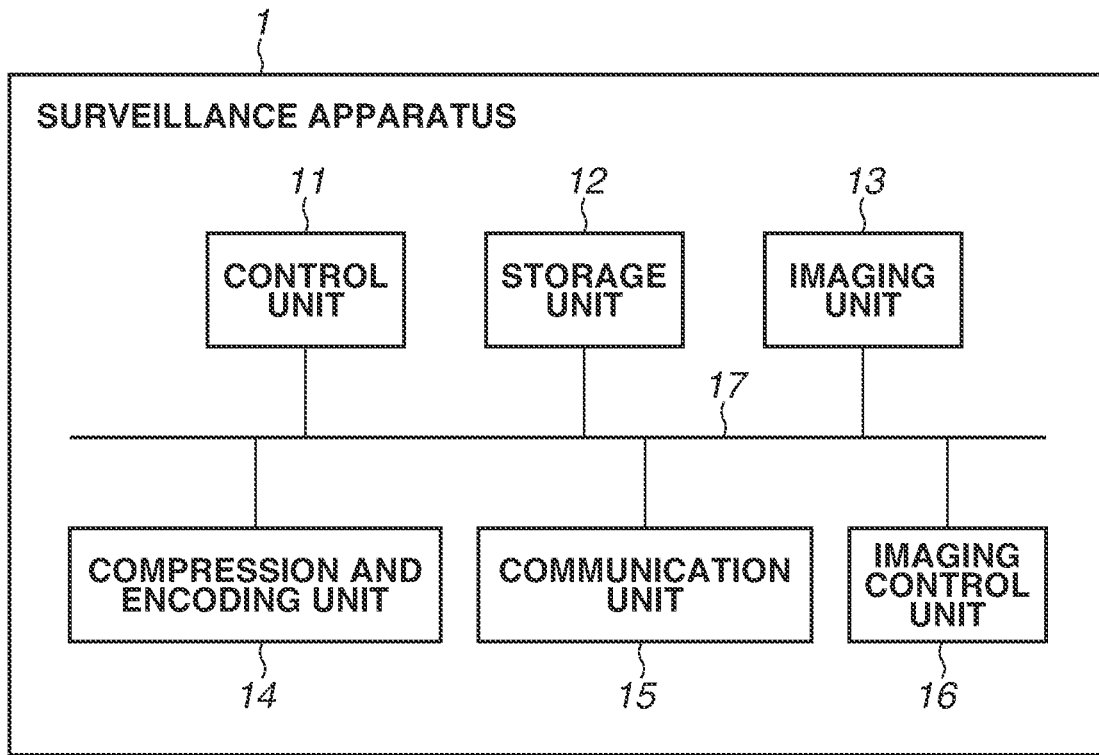 1
SURVEILLANCE APPARATUS
11 12 13
CONTROL
UNIT
STORAGE
UNIT
IMAGING
UNIT
17
COMPRESSION AND
ENCODING UNIT
COMMUNICATION
UNIT
IMAGING
CONTROL
UNIT
14 15 16